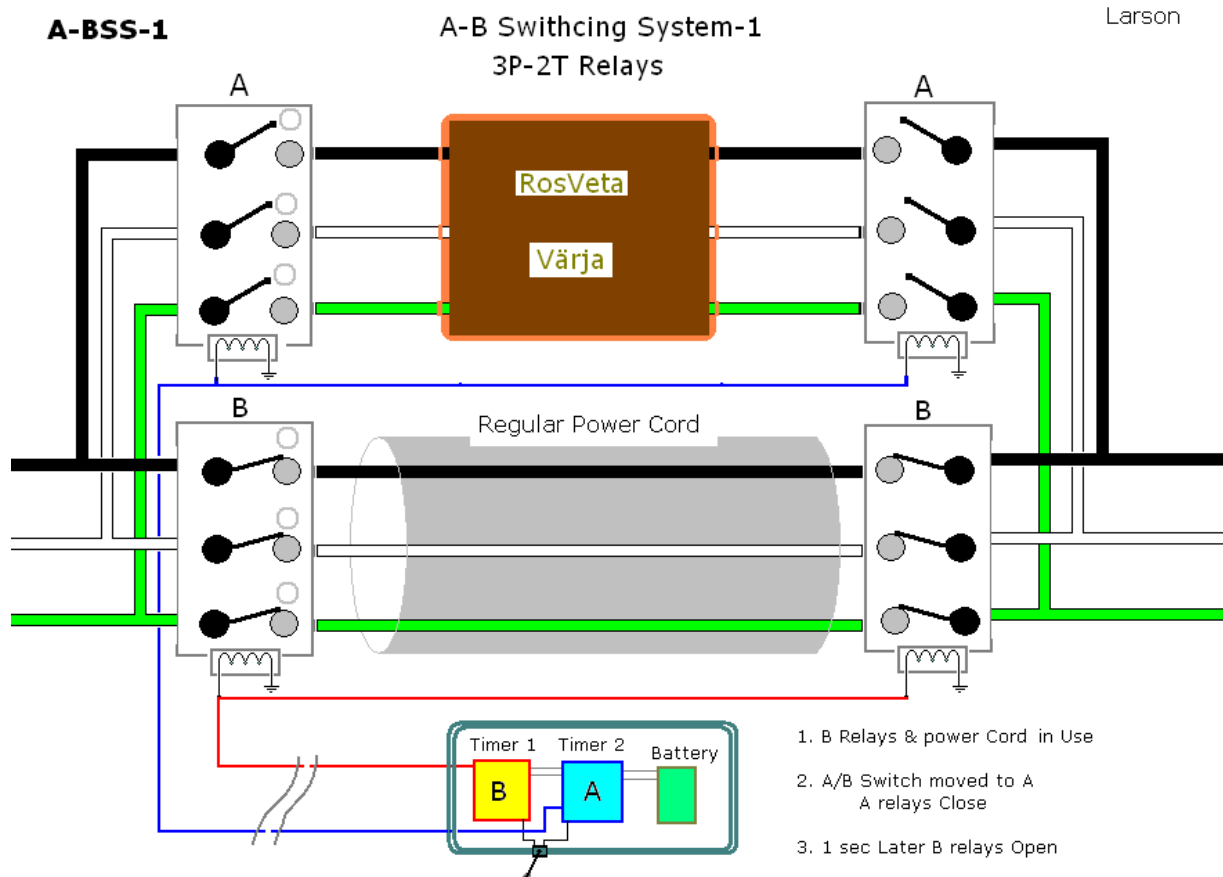 A-BSS-1
A-B Swithcing System-1
Larson
3P-2T Relays
A
A
RosVeta
Värja
B
B
Regular Power Cord
Timer 1
Timer 2
Battery
B
A
1. B Relays & power Cord in Use
2. A/B Switch moved to A
A relays Close
3. 1 sec Later B relays Open